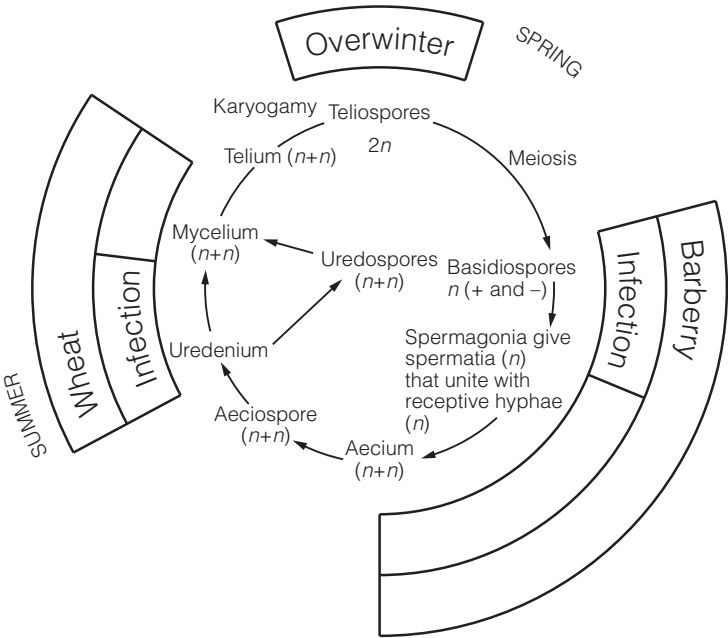 Overwinter
SPRING
Karyogamy
Teliospores
2n
Telium (n+n)
Meiosis
Mycelium
(n+n)
Uredospores
(n+n)
Basidiospores
n (+ and –)
Infection
Barberry
Wheat
Infection
SUMMER
Uredenium
Spermagonia give
spermatia (n)
that unite with
receptive hyphae
(n)
Aeciospore
(n+n)
Aecium
(n+n)